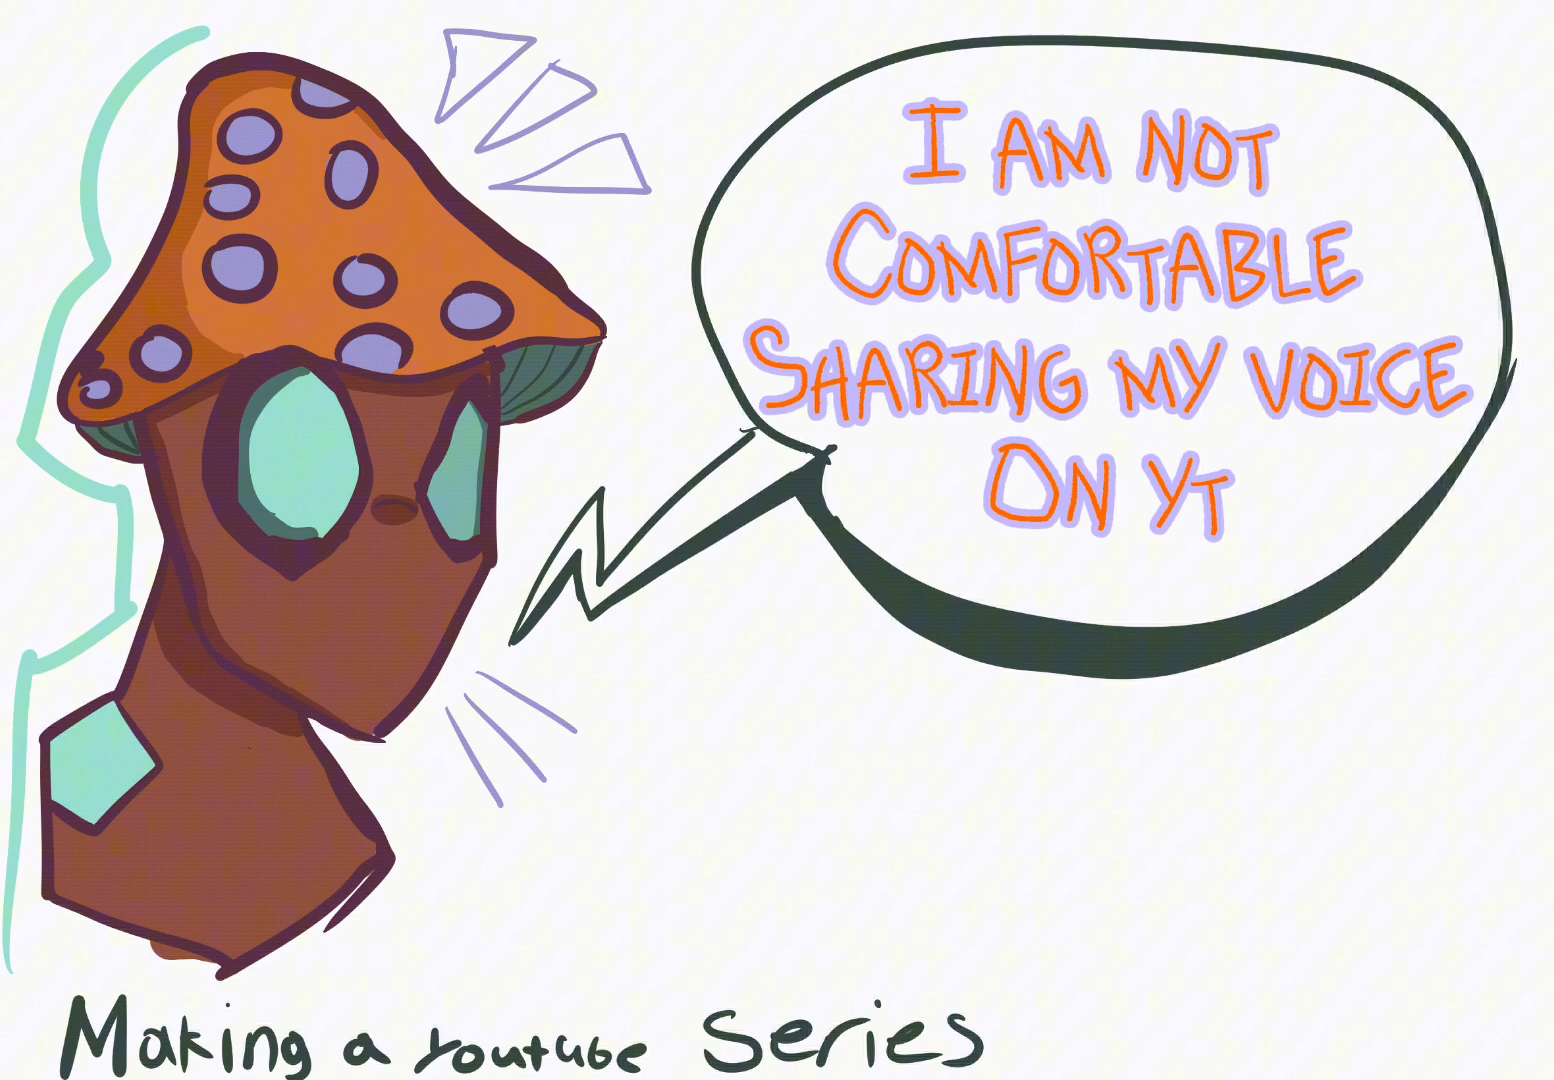 I AM NOT
COMFORTABLE
SHARING MY VOICE
ON YT
Making a youtube Series